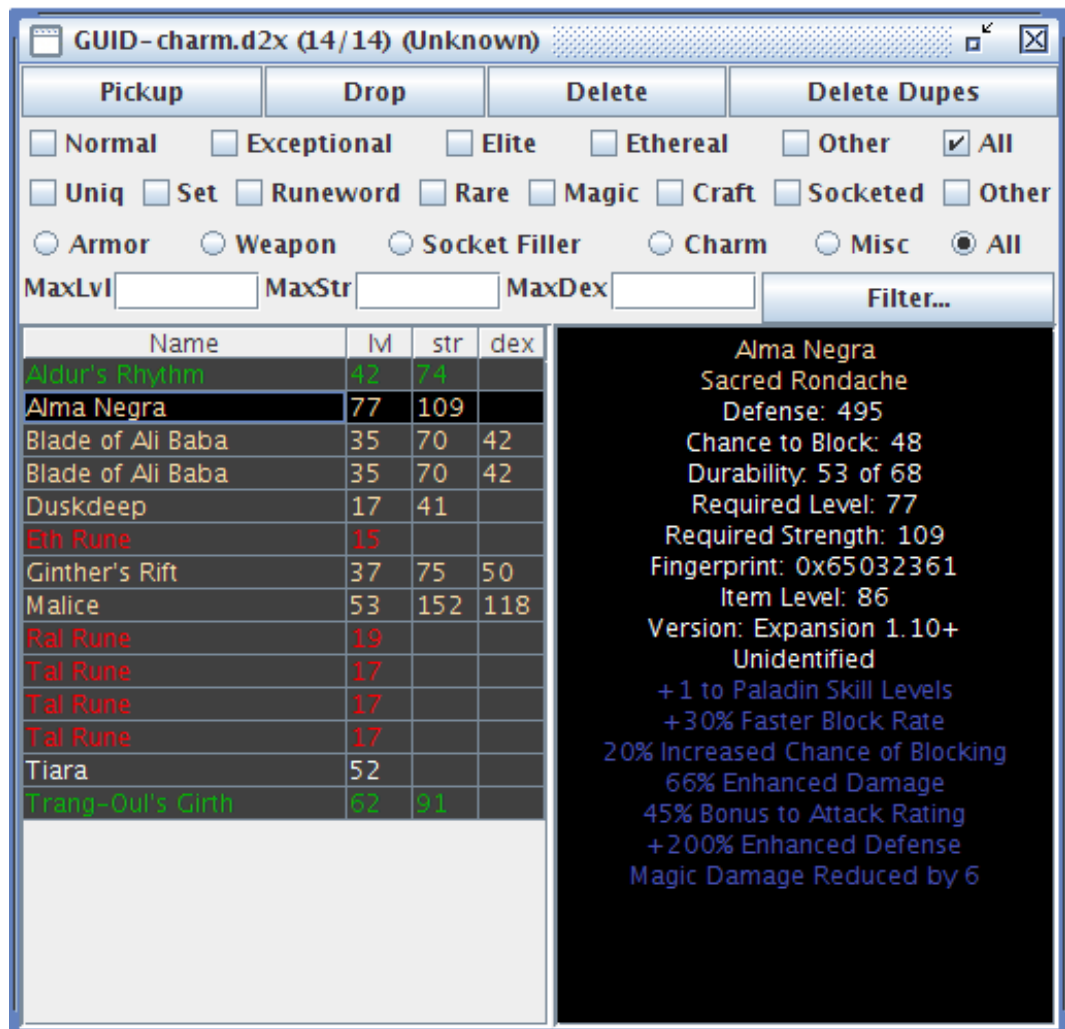 GUID-charm.d2x (14/14) (Unknown)
Pickup Drop Delete Delete Dupes
Normal Exceptional Elite Ethereal Other All
Uniq Set Runeword Rare Magic Craft Socketed Other
Armor Weapon Socket Filler Charm Misc All
MaxLvl MaxStr MaxDex Filter...
Name lvl str dex
Aldur's Rhythm 42 74
Alma Negra 77 109
Blade of Ali Baba 35 70 42
Blade of Ali Baba 35 70 42
Duskdeep 17 41
Eth Rune 15
Ginther's Rift 37 75 50
Malice 53 152 118
Ral Rune 19
Tal Rune 17
Tal Rune 17
Tal Rune 17
Tiara 52
Trang-Oul's Girth 62 91
Alma Negra
Sacred Rondache
Defense: 495
Chance to Block: 48
Durability: 53 of 68
Required Level: 77
Required Strength: 109
Fingerprint: 0x65032361
Item Level: 86
Version: Expansion 1.10+
Unidentified
+1 to Paladin Skill Levels
+30% Faster Block Rate
20% Increased Chance of Blocking
66% Enhanced Damage
45% Bonus to Attack Rating
+200% Enhanced Defense
Magic Damage Reduced by 6